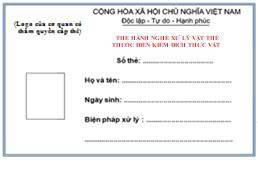 CỘNG HÒA XÃ HỘI CHỦ NGHĨA VIỆT NAM
Độc lập - Tự do - Hạnh phúc
(Logo của cơ quan có
thẩm quyền cấp thẻ)
THẺ HÀNH NGHỀ XỬ LÝ VẬT THỂ
THUỘC DIỆN KIỂM DỊCH THỰC VẬT
Số thẻ: ................................
Họ và tên: ................................
Ngày sinh: ................................
Biện pháp xử lý : ................................